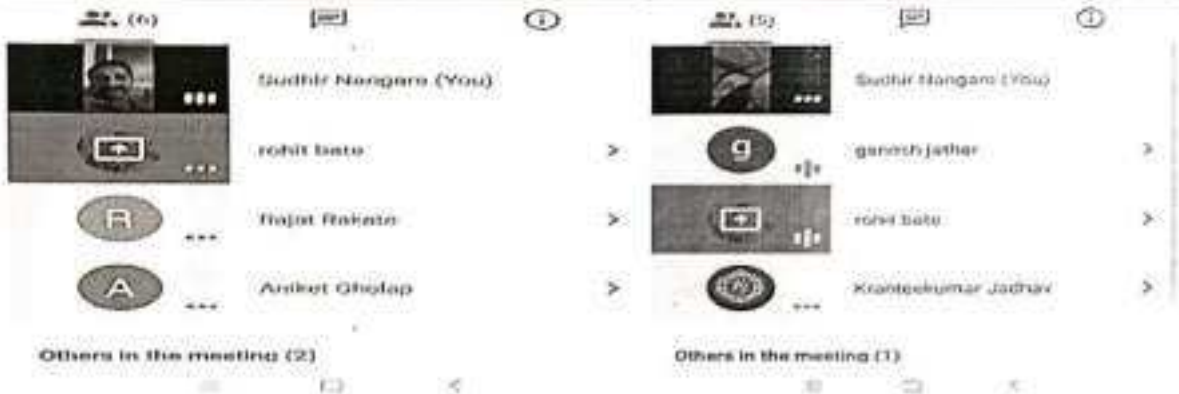 (6)
Sudhir Nangare (You)
rohit bate
R
Rajat Rakate
A
Aniket Gholap
Others in the meeting (2)
(5)
Sudhir Nangare (You)
g
ganesh jather
rohit bate
Kranteekumar Jadhav
Others in the meeting (1)